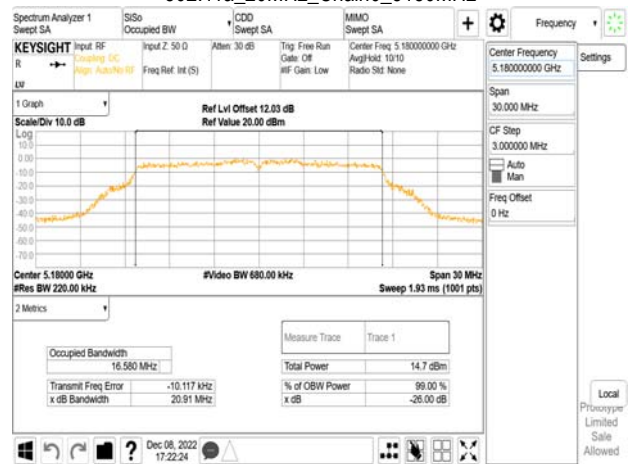 Spectrum Analyzer 1
Swept SA
SISo
Occupied BW
CDD
Swept SA
MIMO
Swept SA
Frequency
KEYSIGHT
R
Input: RF
Coupling: DC
Align: Auto/No RF
Input Z: 50 Ω
Freq Ref: Int (S)
Atten: 30 dB
Trig: Free Run
Gate: Off
#IF Gain: Low
Center Freq: 5.180000000 GHz
Avg|Hold: 10/10
Radio Std: None
Center Frequency
5.180000000 GHz
Settings
Span
30.000 MHz
CF Step
3.000000 MHz
Auto
Man
Freq Offset
0 Hz
1 Graph
Scale/Div 10.0 dB
Ref Lvl Offset 12.03 dB
Ref Value 20.00 dBm
Log
10.0
0.00
-10.0
-20.0
-30.0
-40.0
-50.0
-60.0
-70.0
Center 5.18000 GHz
#Res BW 220.00 kHz
#Video BW 680.00 kHz
Span 30 MHz
Sweep 1.93 ms (1001 pts)
2 Metrics
Measure Trace
Trace 1
Occupied Bandwidth
16.580 MHz
Total Power
14.7 dBm
Transmit Freq Error
-10.117 kHz
% of OBW Power
99.00 %
x dB Bandwidth
20.91 MHz
x dB
-26.00 dB
Local
Prototype
Limited
Sale
Allowed
?
Dec 08, 2022
17:22:24